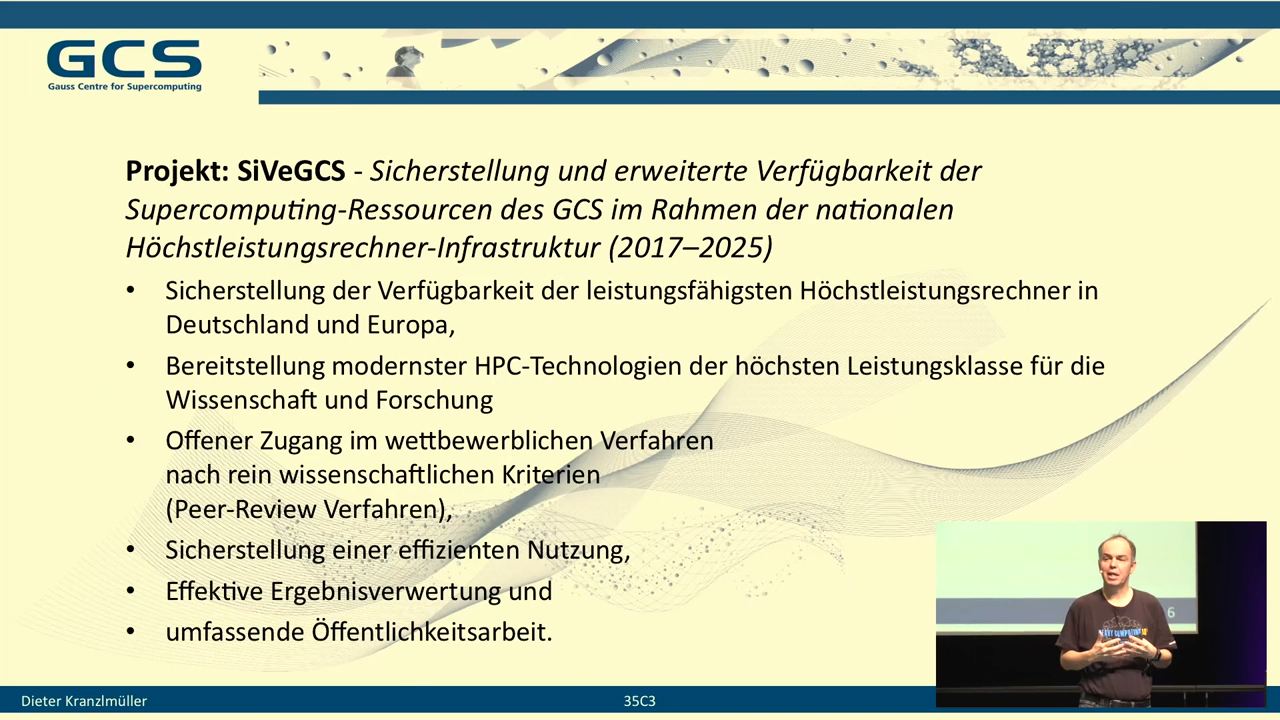 GCS
Gauss Centre for Supercomputing
Projekt: SiVeGCS - Sicherstellung und erweiterte Verfügbarkeit der
Supercomputing-Ressourcen des GCS im Rahmen der nationalen
Höchstleistungsrechner-Infrastruktur (2017–2025)
• Sicherstellung der Verfügbarkeit der leistungsfähigsten Höchstleistungsrechner in
Deutschland und Europa,
• Bereitstellung modernster HPC-Technologien der höchsten Leistungsklasse für die
Wissenschaft und Forschung
• Offener Zugang im wettbewerblichen Verfahren
nach rein wissenschaftlichen Kriterien
(Peer-Review Verfahren),
• Sicherstellung einer effizienten Nutzung,
• Effektive Ergebnisverwertung und
• umfassende Öffentlichkeitsarbeit.
6
Dieter Kranzlmüller
35C3